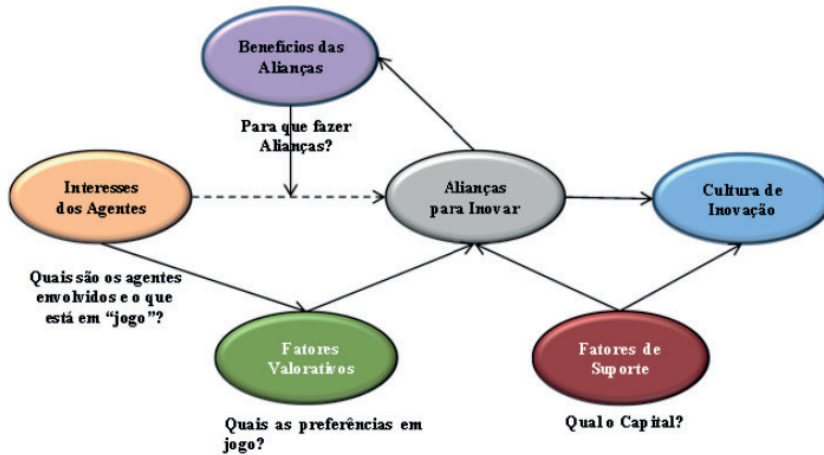 Benefícios das
Alianças
Para que fazer
Alianças?
Interesses
dos Agentes
Alianças
para Inovar
Cultura de
Inovação
Quais são os agentes
envolvidos e o que
está em “jogo”?
Fatores
Valorativos
Fatores de
Suporte
Quais as preferências em
jogo?
Qual o Capital?